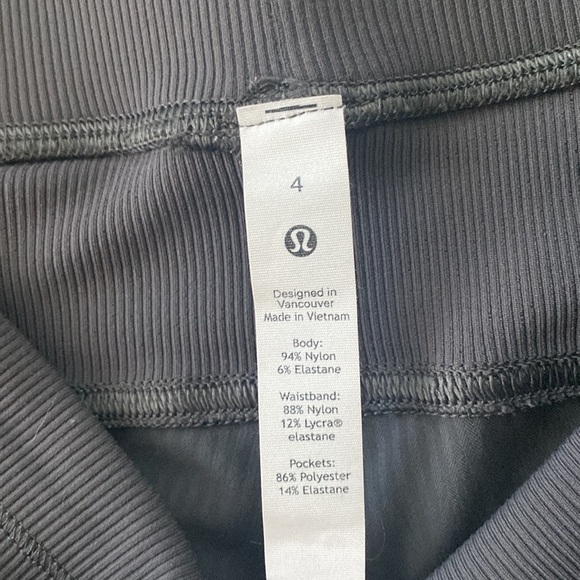 4
Designed in
Vancouver
Made in Vietnam
Body:
94% Nylon
6% Elastane
Waistband:
88% Nylon
12% Lycra®
elastane
Pockets:
86% Polyester
14% Elastane